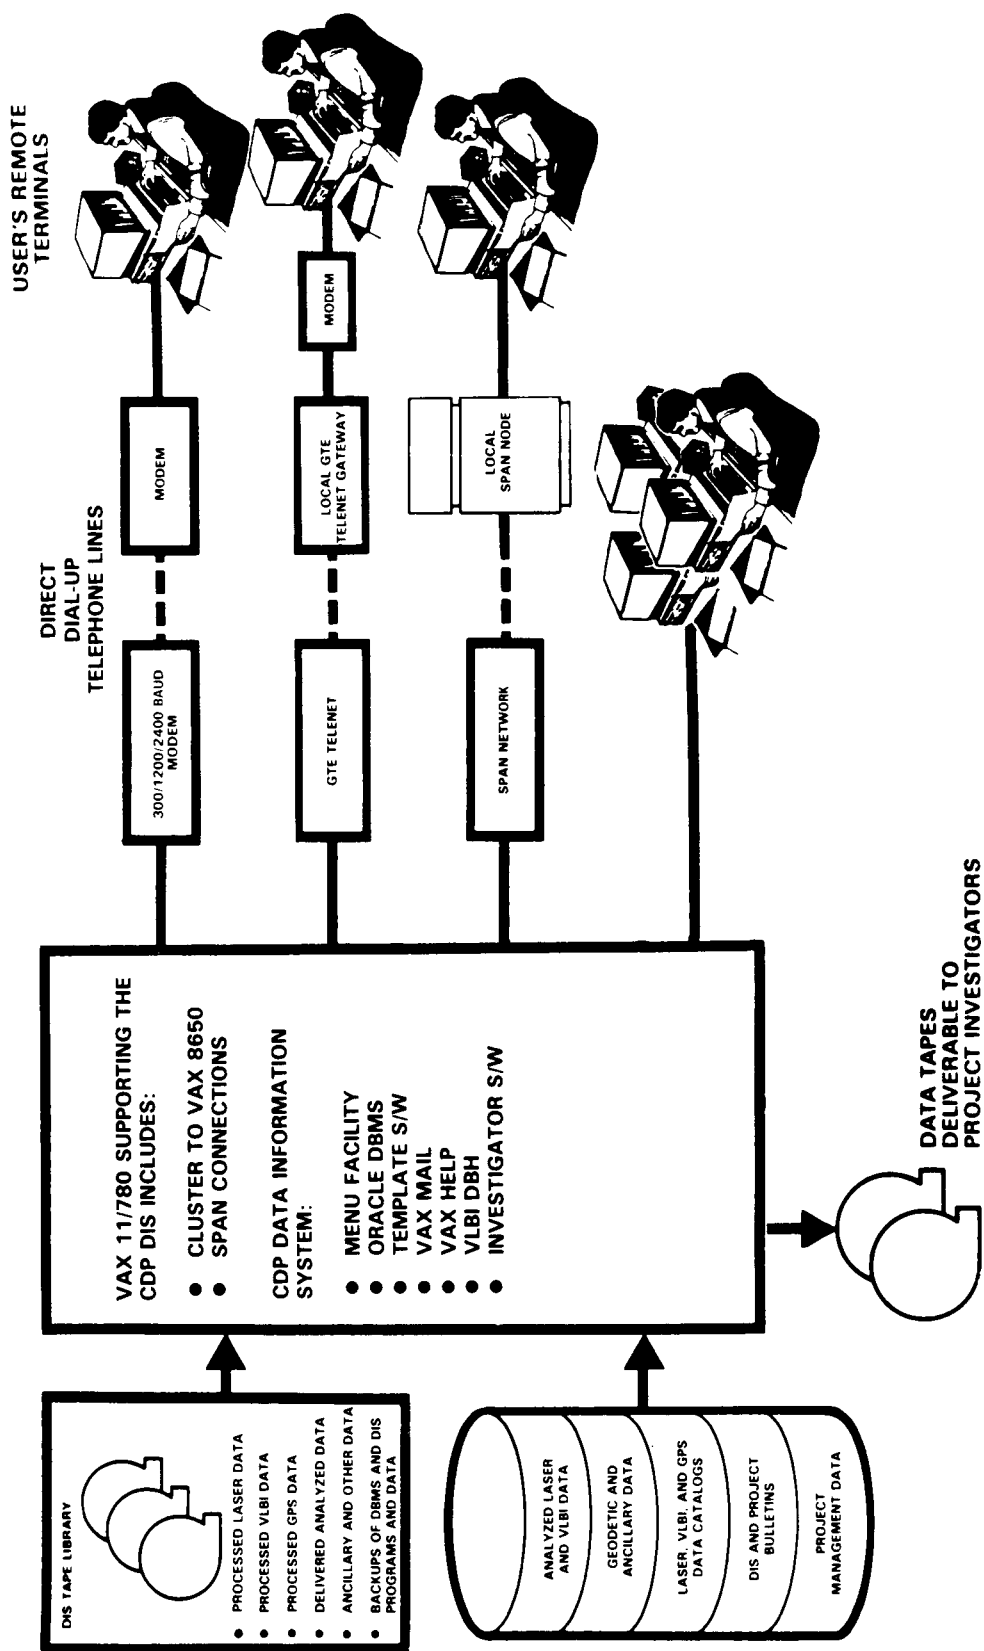 DIS TAPE LIBRARY
● PROCESSED LASER DATA
● PROCESSED VLBI DATA
● PROCESSED GPS DATA
● DELIVERED ANALYZED DATA
● ANCILLARY AND OTHER DATA
● BACKUPS OF DBMS AND DIS
PROGRAMS AND DATA
ANALYZED LASER
AND VLBI DATA
GEODETIC AND
ANCILLARY DATA
LASER, VLBI, AND GPS
DATA CATALOGS
DIS AND PROJECT
BULLETINS
PROJECT
MANAGEMENT DATA
VAX 11/780 SUPPORTING THE
CDP DIS INCLUDES:
● CLUSTER TO VAX 8650
● SPAN CONNECTIONS
CDP DATA INFORMATION
SYSTEM:
● MENU FACILITY
● ORACLE DBMS
● TEMPLATE S/W
● VAX MAIL
● VAX HELP
● VLBI DBH
● INVESTIGATOR S/W
DATA TAPES
DELIVERABLE TO
PROJECT INVESTIGATORS
DIRECT
DIAL-UP
TELEPHONE LINES
USER'S REMOTE
TERMINALS
300/1200/2400 BAUD
MODEM
MODEM
GTE TELENET
LOCAL GTE
TELENET GATEWAY
MODEM
SPAN NETWORK
LOCAL
SPAN NODE